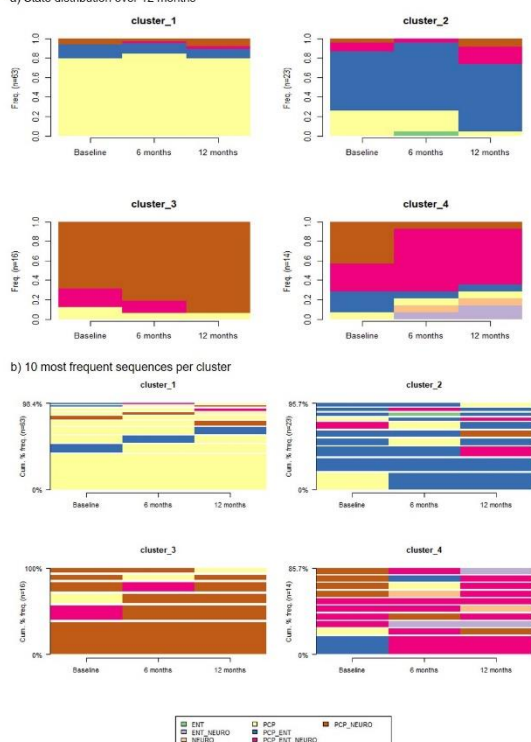 a) State distribution over 12 months
cluster_1
cluster_2
Freq. (n=63)
0.0 0.2 0.4 0.6 0.8 1.0
Baseline 6 months 12 months
Freq. (n=23)
0.0 0.2 0.4 0.6 0.8 1.0
Baseline 6 months 12 months
cluster_3
cluster_4
Freq. (n=16)
0.0 0.2 0.4 0.6 0.8 1.0
Baseline 6 months 12 months
Freq. (n=14)
0.0 0.2 0.4 0.6 0.8 1.0
Baseline 6 months 12 months
b) 10 most frequent sequences per cluster
cluster_1
cluster_2
98.4%
Cum. % freq. (n=63)
0%
Baseline 6 months 12 months
95.7%
Cum. % freq. (n=23)
0%
Baseline 6 months 12 months
cluster_3
cluster_4
100%
Cum. % freq. (n=16)
0%
Baseline 6 months 12 months
85.7%
Cum. % freq. (n=14)
0%
Baseline 6 months 12 months
ENT PCP PCP_NEURO
ENT_NEURO PCP_ENT
NEURO PCP_ENT_NEURO